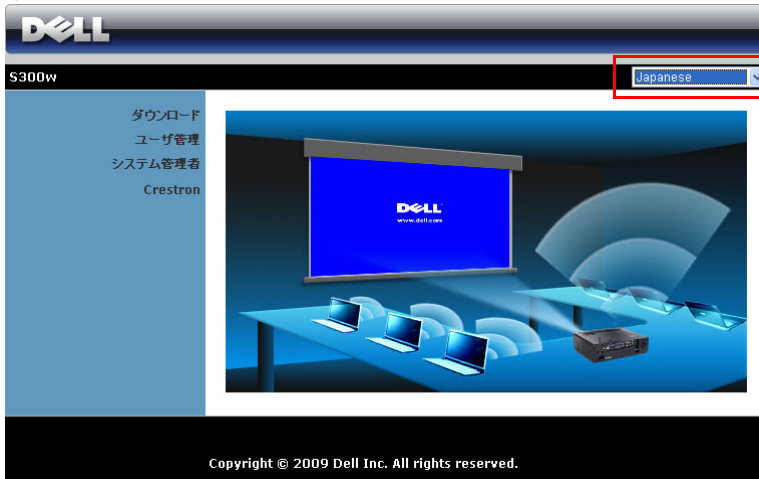 DELL
S300w
Japanese
ダウンロード
ユーザ管理
システム管理者
Crestron
DELL
www.dell.com
Copyright © 2009 Dell Inc. All rights reserved.